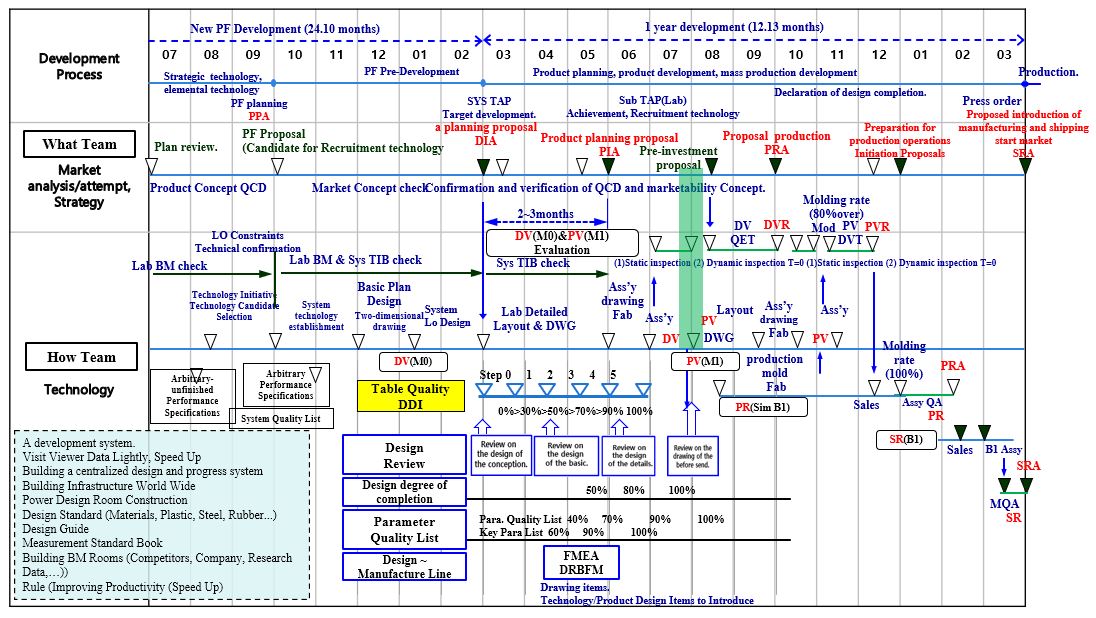 New PF Development (24.10 months)
1 year development (12.13 months)
Development
Process
07 08 09 10 11 12 01 02 03 04 05 06 07 08 09 10 11 12 01 02 03
Strategic technology,
elemental technology
PF Pre-Development
Product planning, product development, mass production development
Production.
Declaration of design completion.
PF planning
PPA
SYS TAP
Target development.
a planning proposal
DIA
Sub TAP(Lab)
Achievement, Recruitment technology
Press order
Proposed introduction of
manufacturing and shipping
start market
SRA
What Team
Market
analysis/attempt,
Strategy
Plan review.
PF Proposal
(Candidate for Recruitment technology
Product planning proposal
PIA
Pre-investment
proposal
Proposal production
PRA
Preparation for
production operations
Initiation Proposals
Product Concept QCD
Market Concept check
Confirmation and verification of QCD and marketability Concept.
2~3months
DV(M0)&PV(M1)
Evaluation
Molding rate
(80%over)
Mod
DV
QET
DVR
PV
DVT
PVR
LO Constraints
Technical confirmation
Lab BM check
Lab BM & Sys TIB check
Sys TIB check
(1)Static inspection (2) Dynamic inspection T=0
(1)Static inspection (2) Dynamic inspection T=0
Technology Initiative
Technology Candidate
Selection
System
technology
establishment
Basic Plan
Design
Two-dimensional
drawing
System
Lo Design
Lab Detailed
Layout & DWG
Ass'y
drawing
Fab
Ass'y
DV
PV
DWG
Layout
Ass'y
drawing
Fab
PV
Ass'y
How Team
Technology
DV(M0)
PV(M1)
production
mold
Fab
Molding
rate
(100%)
PRA
Arbitrary-
unfinished
Performance
Specifications
Arbitrary
Performance
Specifications
System Quality List
Table Quality
DDI
Step 0 1 2 3 4 5
0%>30%>50%>70%>90% 100%
PR(Sim B1)
Sales
Assy QA
PR
SR(B1)
Sales
B1 Assy
SRA
MQA
SR
A development system.
Visit Viewer Data Lightly, Speed Up
Building a centralized design and progress system
Building Infrastructure World Wide
Power Design Room Construction
Design Standard (Materials, Plastic, Steel, Rubber...)
Design Guide
Measurement Standard Book
Building BM Rooms (Competitors, Company, Research
Data,…))
Rule (Improving Productivity (Speed Up)
Design
Review
Review on
the design of
the conception.
Review on
the design
of the basic.
Review on
the design
of the details.
Review on the
drawing of the
before send.
Design degree of
completion
50% 80% 100%
Parameter
Quality List
Para. Quality List 40% 70% 90% 100%
Key Para List 60% 90% 100%
Design ~
Manufacture Line
FMEA
DRBFM
Drawing items.
Technology/Product Design Items to Introduce